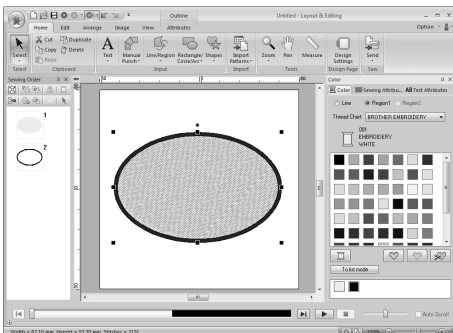 Outline
Untitled - Layout & Editing
Home Edit Arrange Image View Attributes
Option
Select
Cut Duplicate
Copy Delete
Paste
Text Manual Punch Line/Region Rectangle/Circle/Arc Shapes
Import Patterns
Zoom Pan Measure
Design Settings
Send
Select Clipboard Input Import Tools Design Page Sew
Sewing Order
1
2
Color
Color Sewing Attribu... AB Text Attributes
Line Region1 Region2
Thread Chart BROTHER EMBROIDERY
001
EMBROIDERY
WHITE
To list mode
Auto Scroll